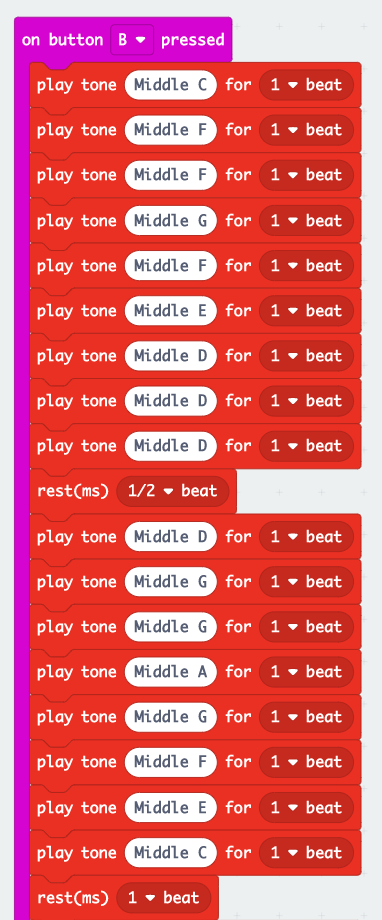 on button B pressed
play tone Middle C for 1 beat
play tone Middle F for 1 beat
play tone Middle F for 1 beat
play tone Middle G for 1 beat
play tone Middle F for 1 beat
play tone Middle E for 1 beat
play tone Middle D for 1 beat
play tone Middle D for 1 beat
play tone Middle D for 1 beat
rest(ms) 1/2 beat
play tone Middle D for 1 beat
play tone Middle G for 1 beat
play tone Middle G for 1 beat
play tone Middle A for 1 beat
play tone Middle G for 1 beat
play tone Middle F for 1 beat
play tone Middle E for 1 beat
play tone Middle C for 1 beat
rest(ms) 1 beat